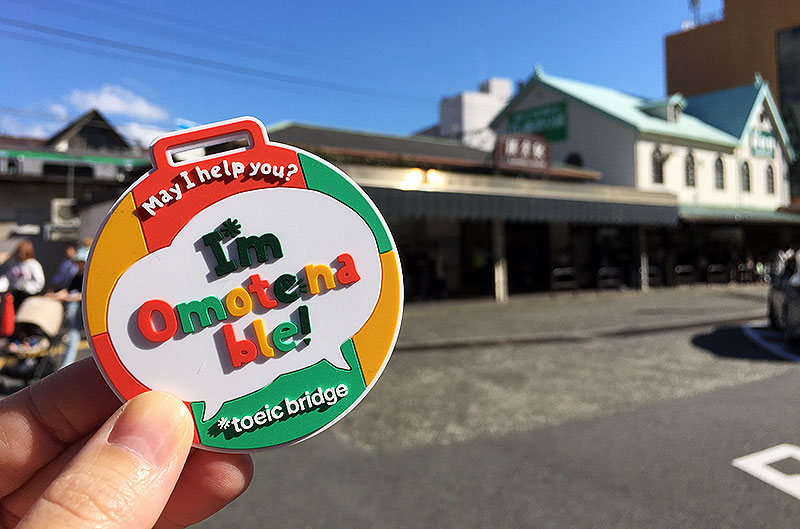 May I help you?
I'm
Omotena
ble!
*toeic bridge